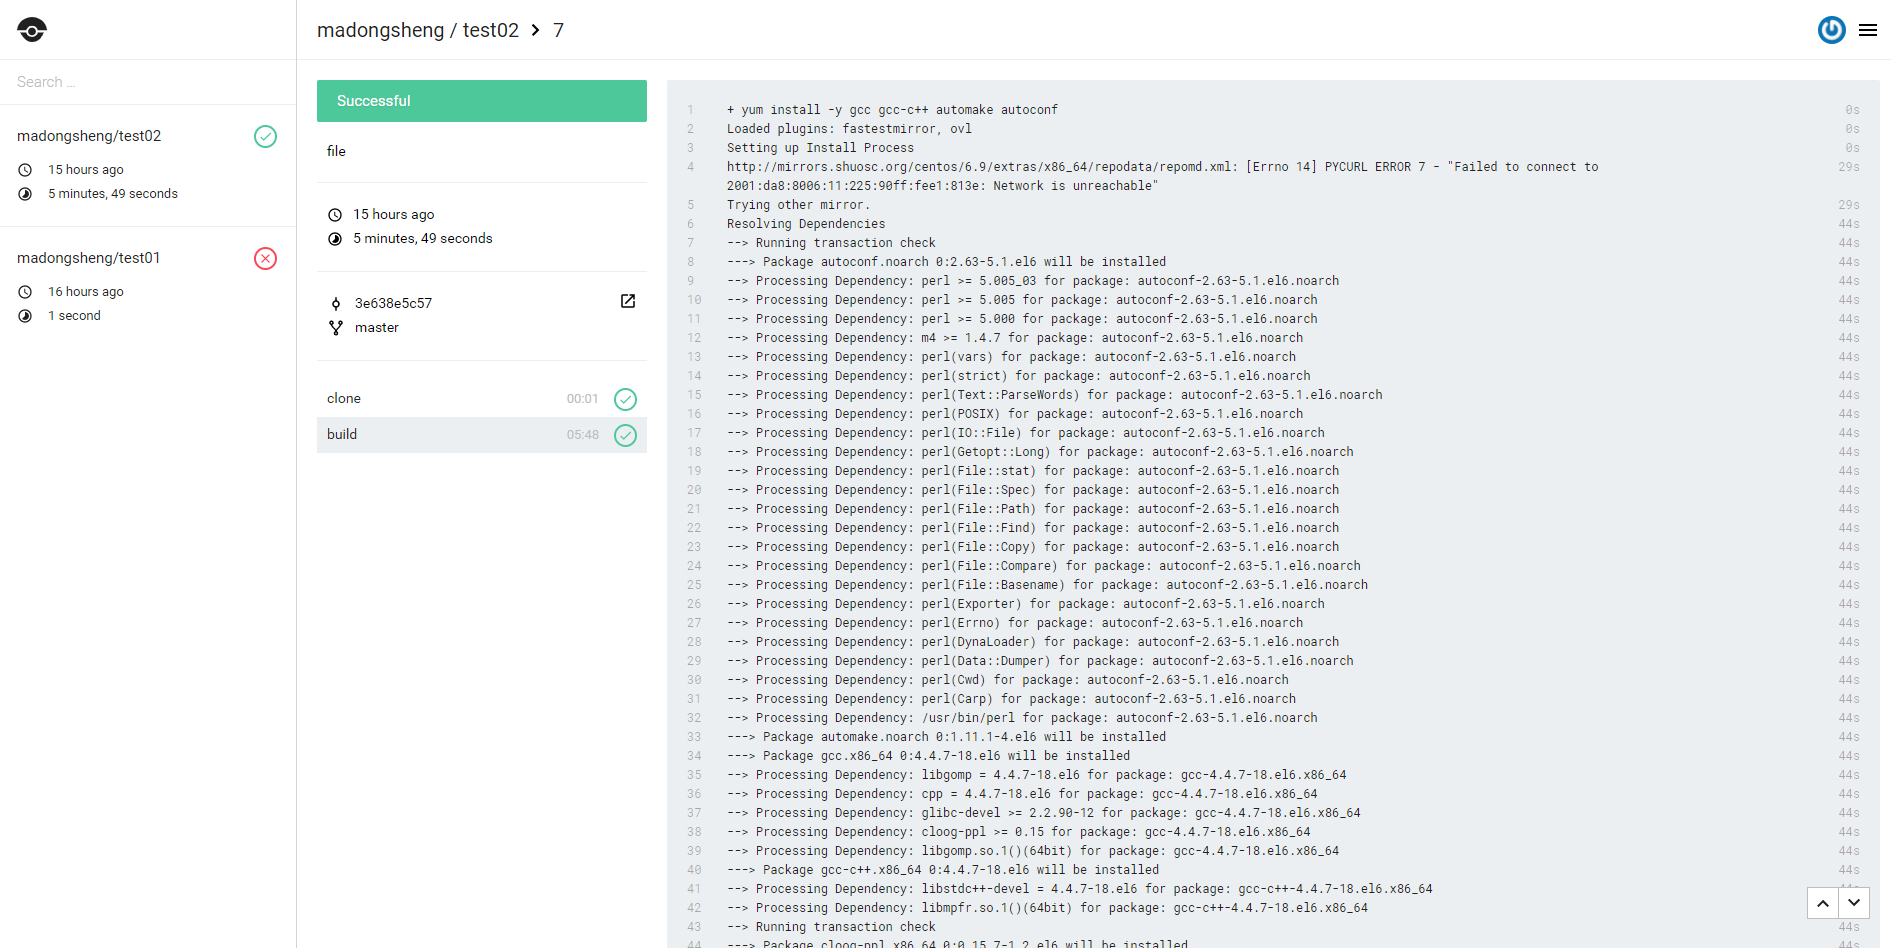 madongsheng / test02 > 7
Search ...
madongsheng/test02
15 hours ago
5 minutes, 49 seconds
madongsheng/test01
16 hours ago
1 second
Successful
file
15 hours ago
5 minutes, 49 seconds
3e638e5c57
master
clone 00:01
build 05:48
1 + yum install -y gcc gcc-c++ automake autoconf 0s
2 Loaded plugins: fastestmirror, ovl 0s
3 Setting up Install Process 0s
4 http://mirrors.shuosc.org/centos/6.9/extras/x86_64/repodata/repomd.xml: [Errno 14] PYCURL ERROR 7 - "Failed to connect to 29s
2001:da8:8006:11:225:90ff:fee1:813e: Network is unreachable"
5 Trying other mirror. 29s
6 Resolving Dependencies 44s
7 --> Running transaction check 44s
8 ---> Package autoconf.noarch 0:2.63-5.1.el6 will be installed 44s
9 --> Processing Dependency: perl >= 5.005_03 for package: autoconf-2.63-5.1.el6.noarch 44s
10 --> Processing Dependency: perl >= 5.005 for package: autoconf-2.63-5.1.el6.noarch 44s
11 --> Processing Dependency: perl >= 5.000 for package: autoconf-2.63-5.1.el6.noarch 44s
12 --> Processing Dependency: m4 >= 1.4.7 for package: autoconf-2.63-5.1.el6.noarch 44s
13 --> Processing Dependency: perl(vars) for package: autoconf-2.63-5.1.el6.noarch 44s
14 --> Processing Dependency: perl(strict) for package: autoconf-2.63-5.1.el6.noarch 44s
15 --> Processing Dependency: perl(Text::ParseWords) for package: autoconf-2.63-5.1.el6.noarch 44s
16 --> Processing Dependency: perl(POSIX) for package: autoconf-2.63-5.1.el6.noarch 44s
17 --> Processing Dependency: perl(IO::File) for package: autoconf-2.63-5.1.el6.noarch 44s
18 --> Processing Dependency: perl(Getopt::Long) for package: autoconf-2.63-5.1.el6.noarch 44s
19 --> Processing Dependency: perl(File::stat) for package: autoconf-2.63-5.1.el6.noarch 44s
20 --> Processing Dependency: perl(File::Spec) for package: autoconf-2.63-5.1.el6.noarch 44s
21 --> Processing Dependency: perl(File::Path) for package: autoconf-2.63-5.1.el6.noarch 44s
22 --> Processing Dependency: perl(File::Find) for package: autoconf-2.63-5.1.el6.noarch 44s
23 --> Processing Dependency: perl(File::Copy) for package: autoconf-2.63-5.1.el6.noarch 44s
24 --> Processing Dependency: perl(File::Compare) for package: autoconf-2.63-5.1.el6.noarch 44s
25 --> Processing Dependency: perl(File::Basename) for package: autoconf-2.63-5.1.el6.noarch 44s
26 --> Processing Dependency: perl(Exporter) for package: autoconf-2.63-5.1.el6.noarch 44s
27 --> Processing Dependency: perl(Errno) for package: autoconf-2.63-5.1.el6.noarch 44s
28 --> Processing Dependency: perl(DynaLoader) for package: autoconf-2.63-5.1.el6.noarch 44s
29 --> Processing Dependency: perl(Data::Dumper) for package: autoconf-2.63-5.1.el6.noarch 44s
30 --> Processing Dependency: perl(Cwd) for package: autoconf-2.63-5.1.el6.noarch 44s
31 --> Processing Dependency: perl(Carp) for package: autoconf-2.63-5.1.el6.noarch 44s
32 --> Processing Dependency: /usr/bin/perl for package: autoconf-2.63-5.1.el6.noarch 44s
33 ---> Package automake.noarch 0:1.11.1-4.el6 will be installed 44s
34 ---> Package gcc.x86_64 0:4.4.7-18.el6 will be installed 44s
35 --> Processing Dependency: libgomp = 4.4.7-18.el6 for package: gcc-4.4.7-18.el6.x86_64 44s
36 --> Processing Dependency: cpp = 4.4.7-18.el6 for package: gcc-4.4.7-18.el6.x86_64 44s
37 --> Processing Dependency: glibc-devel >= 2.2.90-12 for package: gcc-4.4.7-18.el6.x86_64 44s
38 --> Processing Dependency: cloog-ppl >= 0.15 for package: gcc-4.4.7-18.el6.x86_64 44s
39 --> Processing Dependency: libgomp.so.1()(64bit) for package: gcc-4.4.7-18.el6.x86_64 44s
40 ---> Package gcc-c++.x86_64 0:4.4.7-18.el6 will be installed 44s
41 --> Processing Dependency: libstdc++-devel = 4.4.7-18.el6 for package: gcc-c++-4.4.7-18.el6.x86_64 44s
42 --> Processing Dependency: libmpfr.so.1()(64bit) for package: gcc-c++-4.4.7-18.el6.x86_64
43 --> Running transaction check 44s
44 ---> Package cloog-ppl.x86_64 0:0.15.7-1.2.el6 will be installed 44s